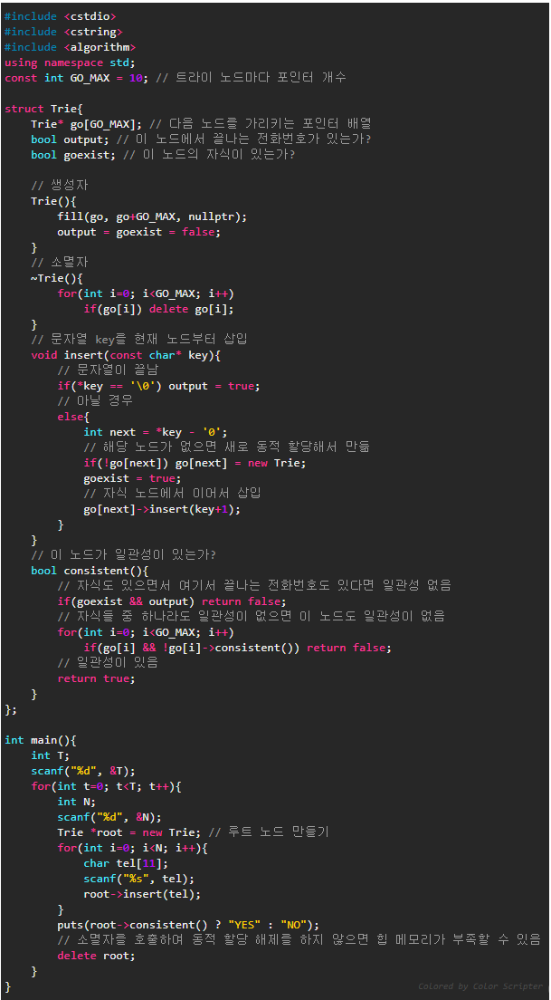 #include <cstdio>
#include <cstring>
#include <algorithm>
using namespace std;
const int GO_MAX = 10; // 트라이 노드마다 포인터 개수

struct Trie{
    Trie* go[GO_MAX]; // 다음 노드를 가리키는 포인터 배열
    bool output; // 이 노드에서 끝나는 전화번호가 있는가?
    bool goexist; // 이 노드의 자식이 있는가?

    // 생성자
    Trie(){
        fill(go, go+GO_MAX, nullptr);
        output = goexist = false;
    }
    // 소멸자
    ~Trie(){
        for(int i=0; i<GO_MAX; i++)
            if(go[i]) delete go[i];
    }
    // 문자열 key를 현재 노드부터 삽입
    void insert(const char* key){
        // 문자열이 끝남
        if(*key == '\0') output = true;
        // 아닐 경우
        else{
            int next = *key - '0';
            // 해당 노드가 없으면 새로 동적 할당해서 만듦
            if(!go[next]) go[next] = new Trie;
            goexist = true;
            // 자식 노드에서 이어서 삽입
            go[next]->insert(key+1);
        }
    }
    // 이 노드가 일관성이 있는가?
    bool consistent(){
        // 자식도 있으면서 여기서 끝나는 전화번호도 있다면 일관성 없음
        if(goexist && output) return false;
        // 자식들 중 하나라도 일관성이 없으면 이 노드도 일관성이 없음
        for(int i=0; i<GO_MAX; i++)
            if(go[i] && !go[i]->consistent()) return false;
        // 일관성이 있음
        return true;
    }
};

int main(){
    int T;
    scanf("%d", &T);
    for(int t=0; t<T; t++){
        int N;
        scanf("%d", &N);
        Trie *root = new Trie; // 루트 노드 만들기
        for(int i=0; i<N; i++){
            char tel[11];
            scanf("%s", tel);
            root->insert(tel);
        }
        puts(root->consistent() ? "YES" : "NO");
        // 소멸자를 호출하여 동적 할당 해제를 하지 않으면 힙 메모리가 부족할 수 있음
        delete root;
    }
}
Colored by Color Scripter